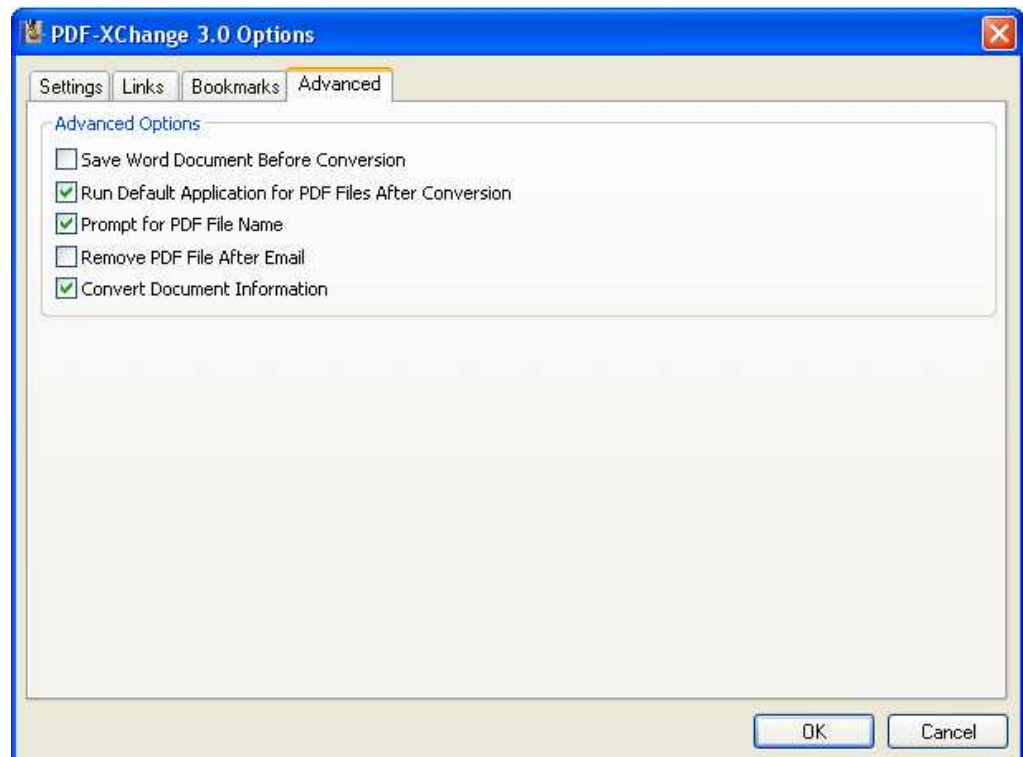 PDF-XChange 3.0 Options
Settings Links Bookmarks Advanced
Advanced Options
Save Word Document Before Conversion
Run Default Application for PDF Files After Conversion
Prompt for PDF File Name
Remove PDF File After Email
Convert Document Information
OK Cancel